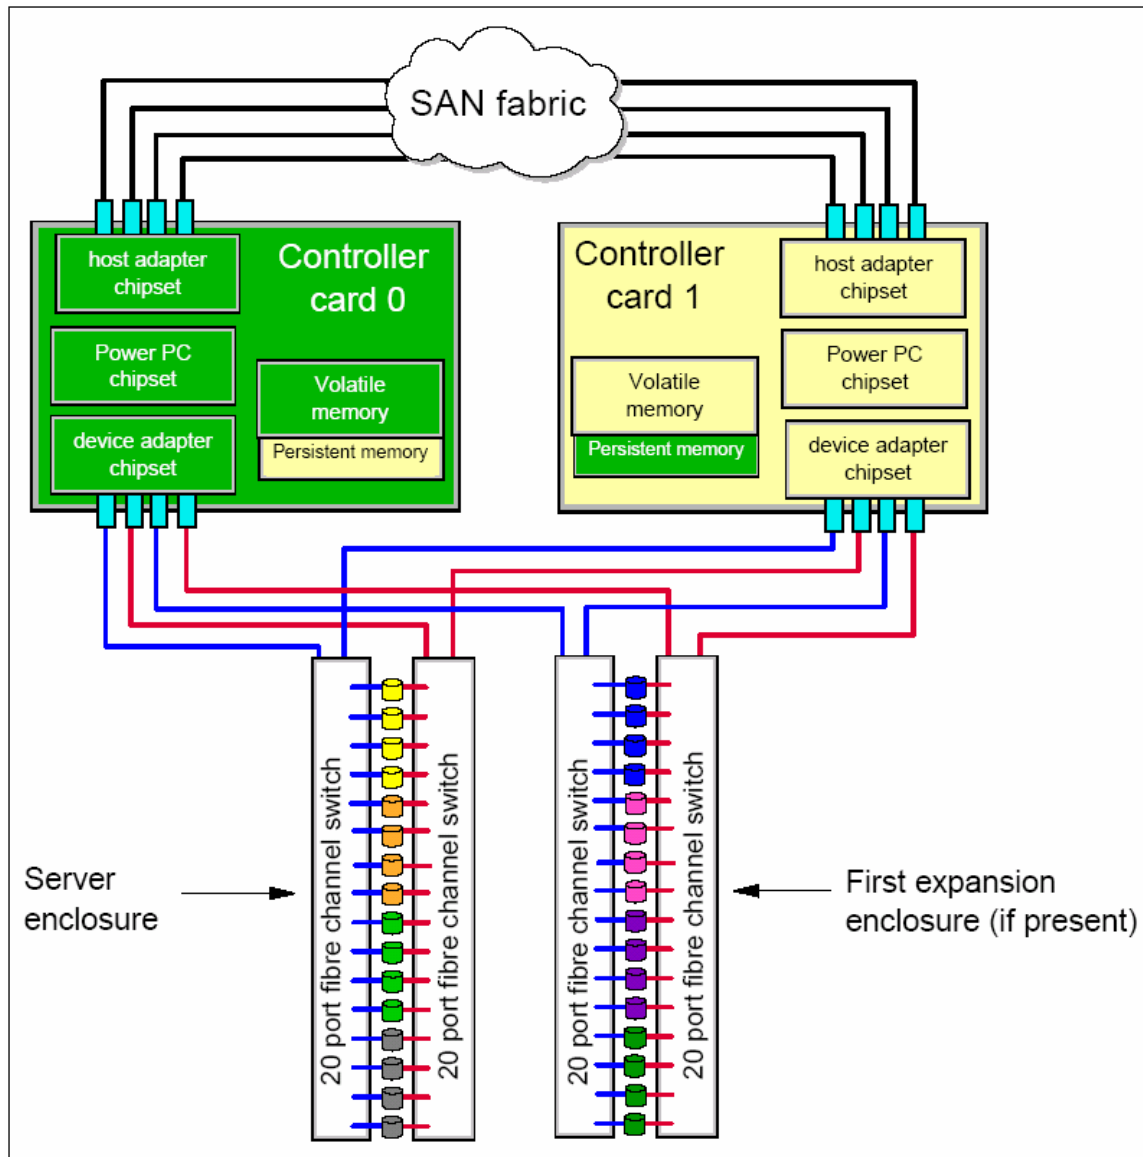 SAN fabric
host adapter
chipset
Controller
card 0
Power PC
chipset
Volatile
memory
Persistent memory
device adapter
chipset
Controller
card 1
host adapter
chipset
Volatile
memory
Persistent memory
Power PC
chipset
device adapter
chipset
Server
enclosure
20 port fibre channel switch
20 port fibre channel switch
20 port fibre channel switch
20 port fibre channel switch
First expansion
enclosure (if present)